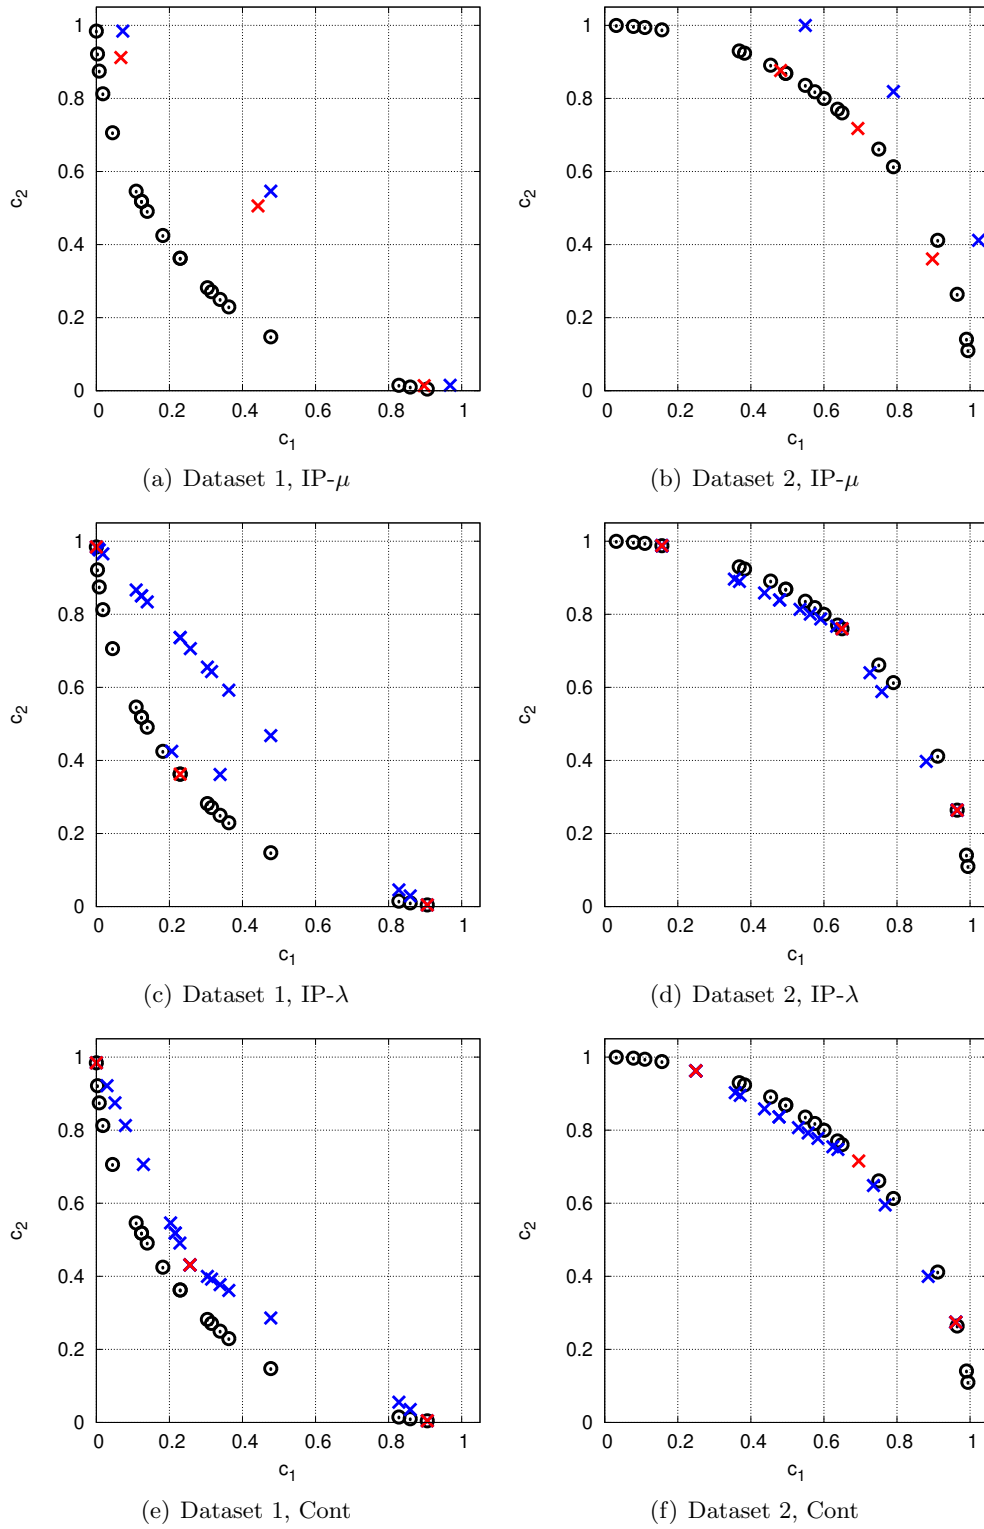 1
0.8
0.6
0.4
0.2
0
c2
0 0.2 0.4 0.6 0.8 1
c1
(a) Dataset 1, IP-μ
1
0.8
0.6
0.4
0.2
0
c2
0 0.2 0.4 0.6 0.8 1
c1
(b) Dataset 2, IP-μ
1
0.8
0.6
0.4
0.2
0
c2
0 0.2 0.4 0.6 0.8 1
c1
(c) Dataset 1, IP-λ
1
0.8
0.6
0.4
0.2
0
c2
0 0.2 0.4 0.6 0.8 1
c1
(d) Dataset 2, IP-λ
1
0.8
0.6
0.4
0.2
0
c2
0 0.2 0.4 0.6 0.8 1
c1
(e) Dataset 1, Cont
1
0.8
0.6
0.4
0.2
0
c2
0 0.2 0.4 0.6 0.8 1
c1
(f) Dataset 2, Cont